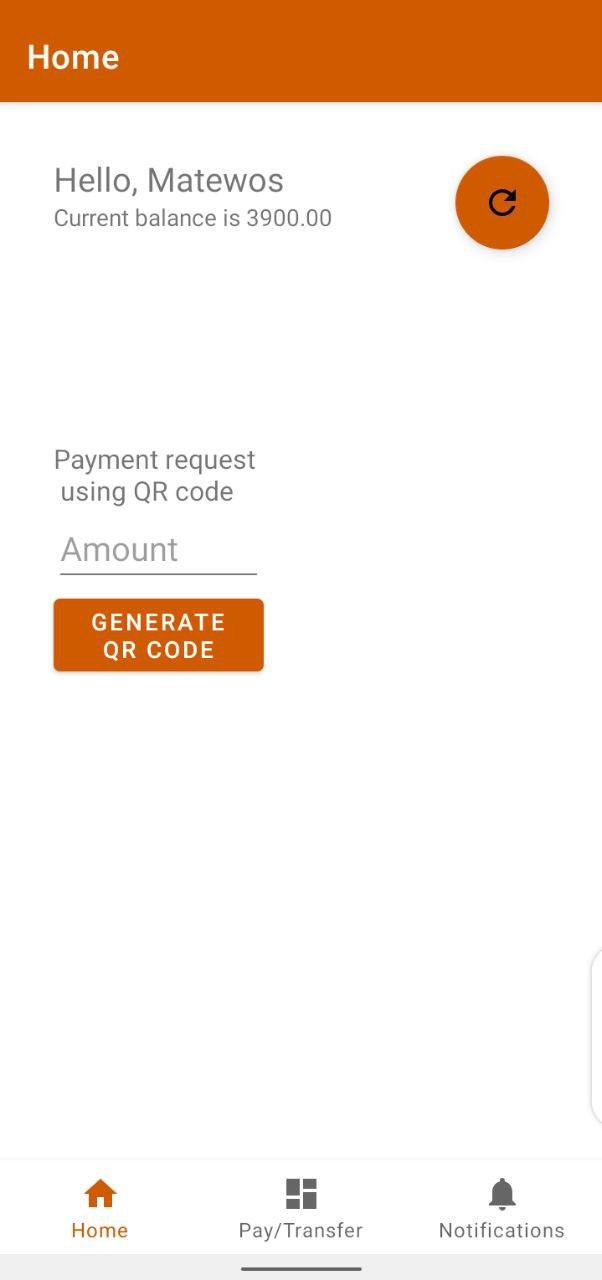 Home
Hello, Matewos
Current balance is 3900.00
Payment request
using QR code
Amount
GENERATE
QR CODE
Home
Pay/Transfer
Notifications